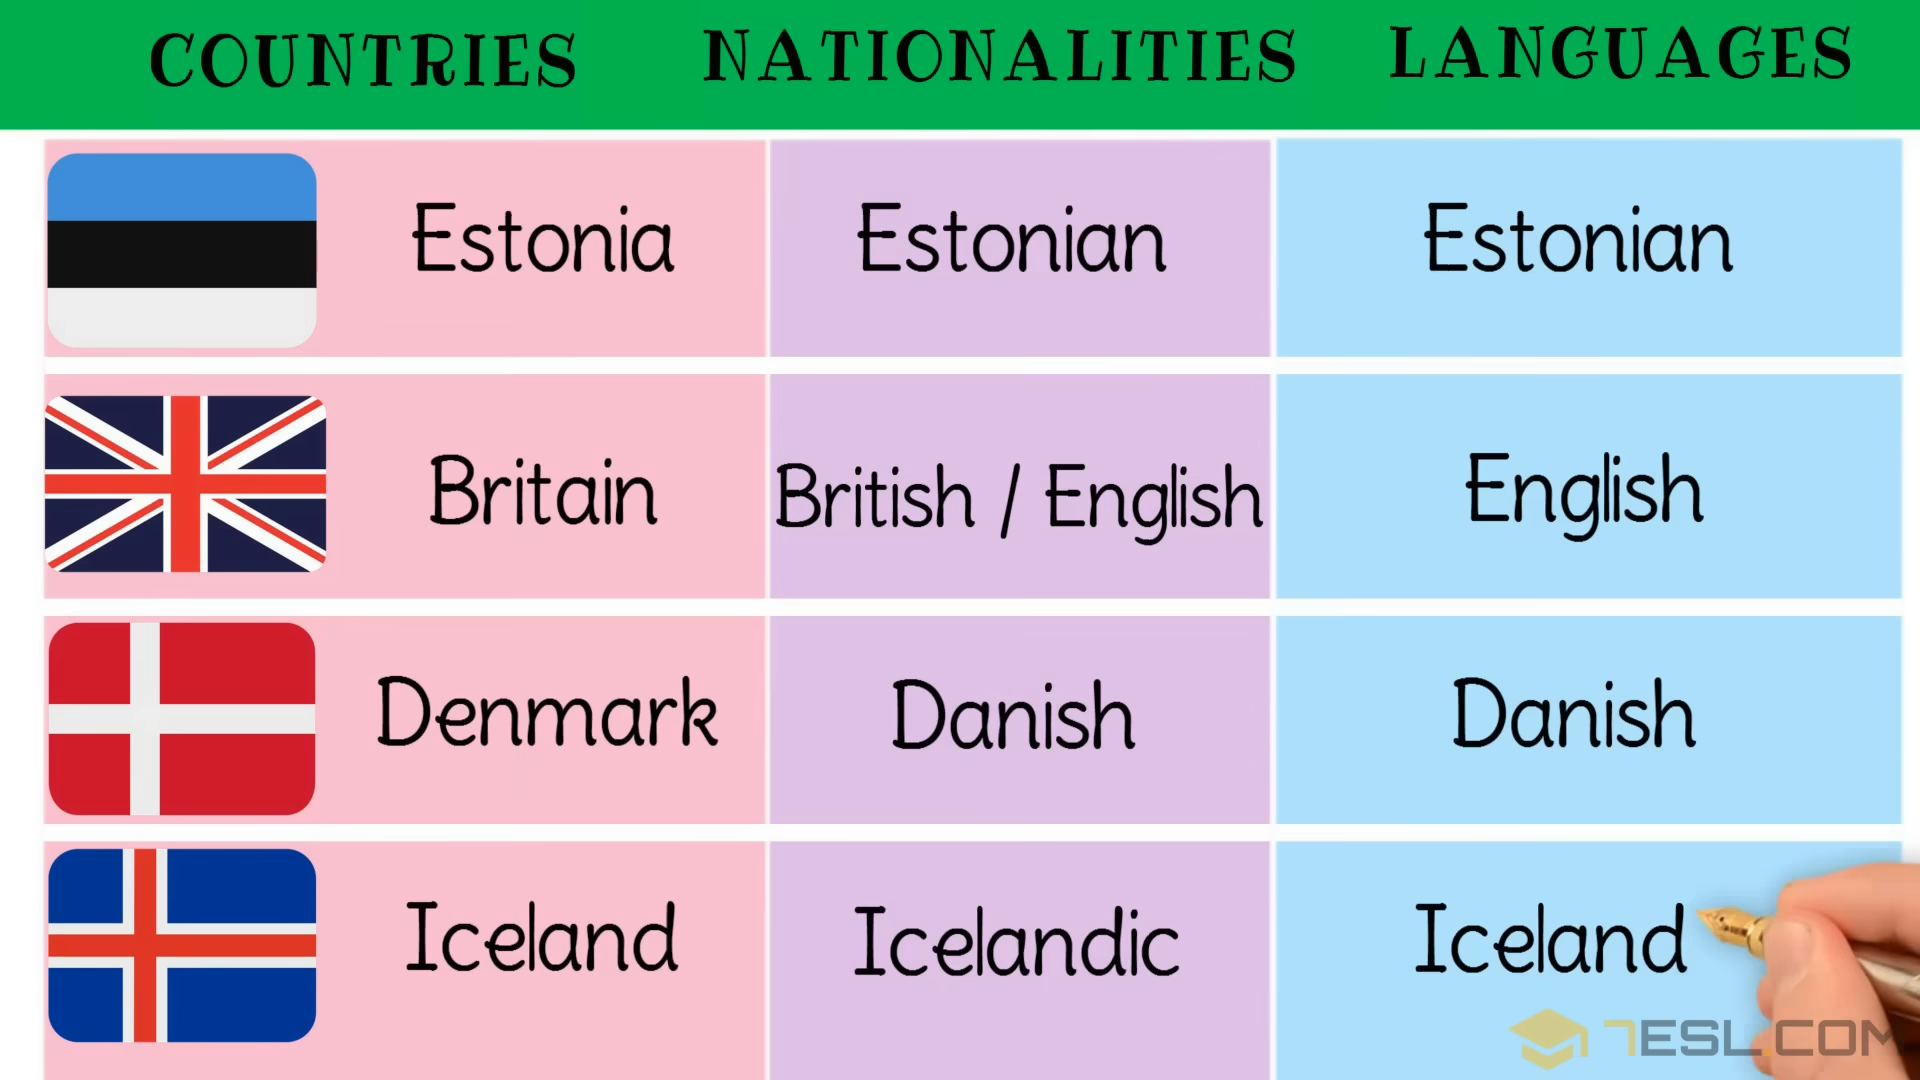 COUNTRIES NATIONALITIES LANGUAGES
Estonia Estonian Estonian
Britain British / English English
Denmark Danish Danish
Iceland Icelandic Iceland
7ESL.COM